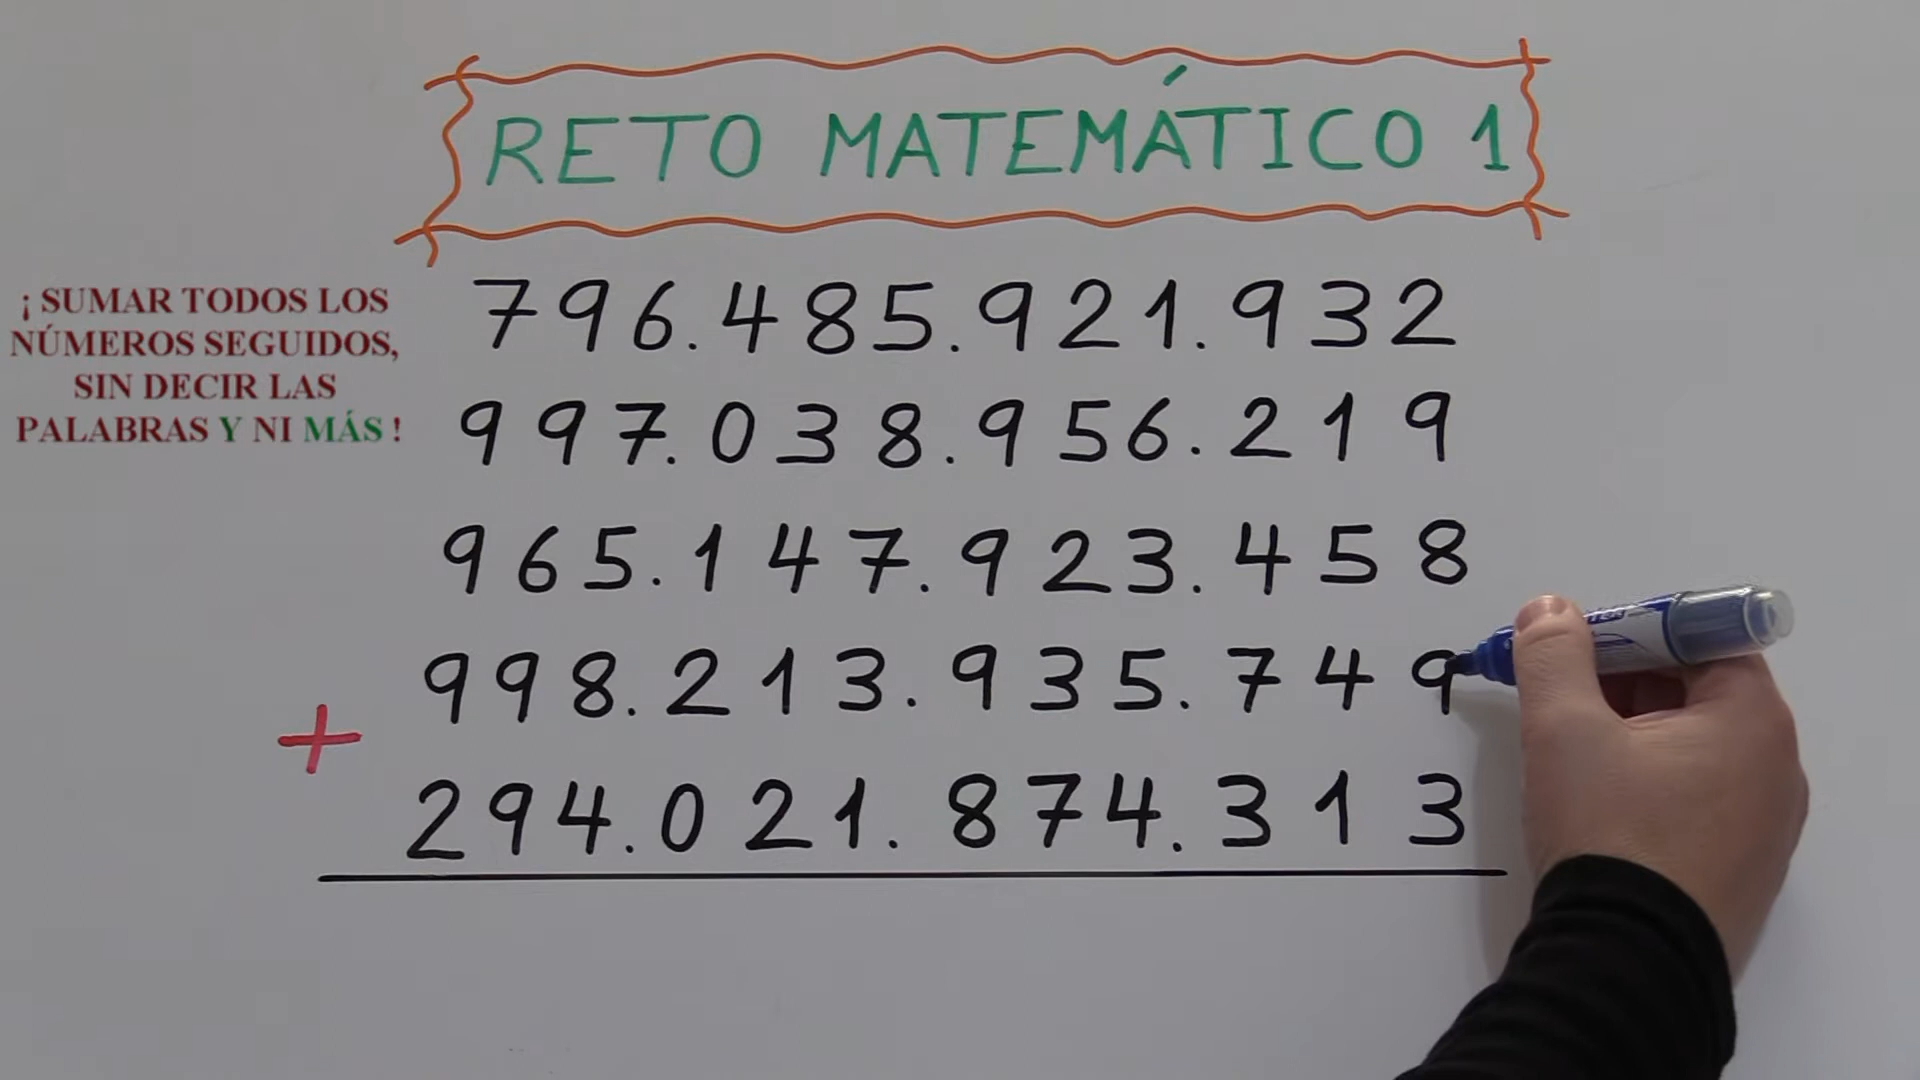 RETO MATEMÁTICO 1
¡ SUMAR TODOS LOS
NÚMEROS SEGUIDOS,
SIN DECIR LAS
PALABRAS Y NI MÁS !
796.485.921.932
997.038.956.219
965.147.923.458
998.213.935.749
+
294.021.874.313